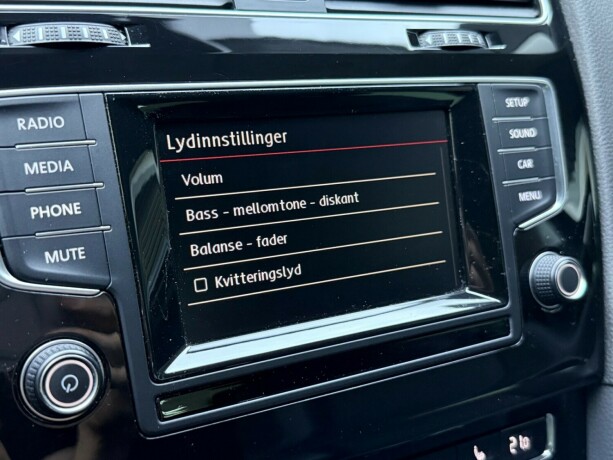 RADIO
MEDIA
PHONE
MUTE
Lydinnstillinger
Volum
Bass - mellomtone - diskant
Balanse - fader
Kvitteringslyd
SETUP
SOUND
CAR
MENU